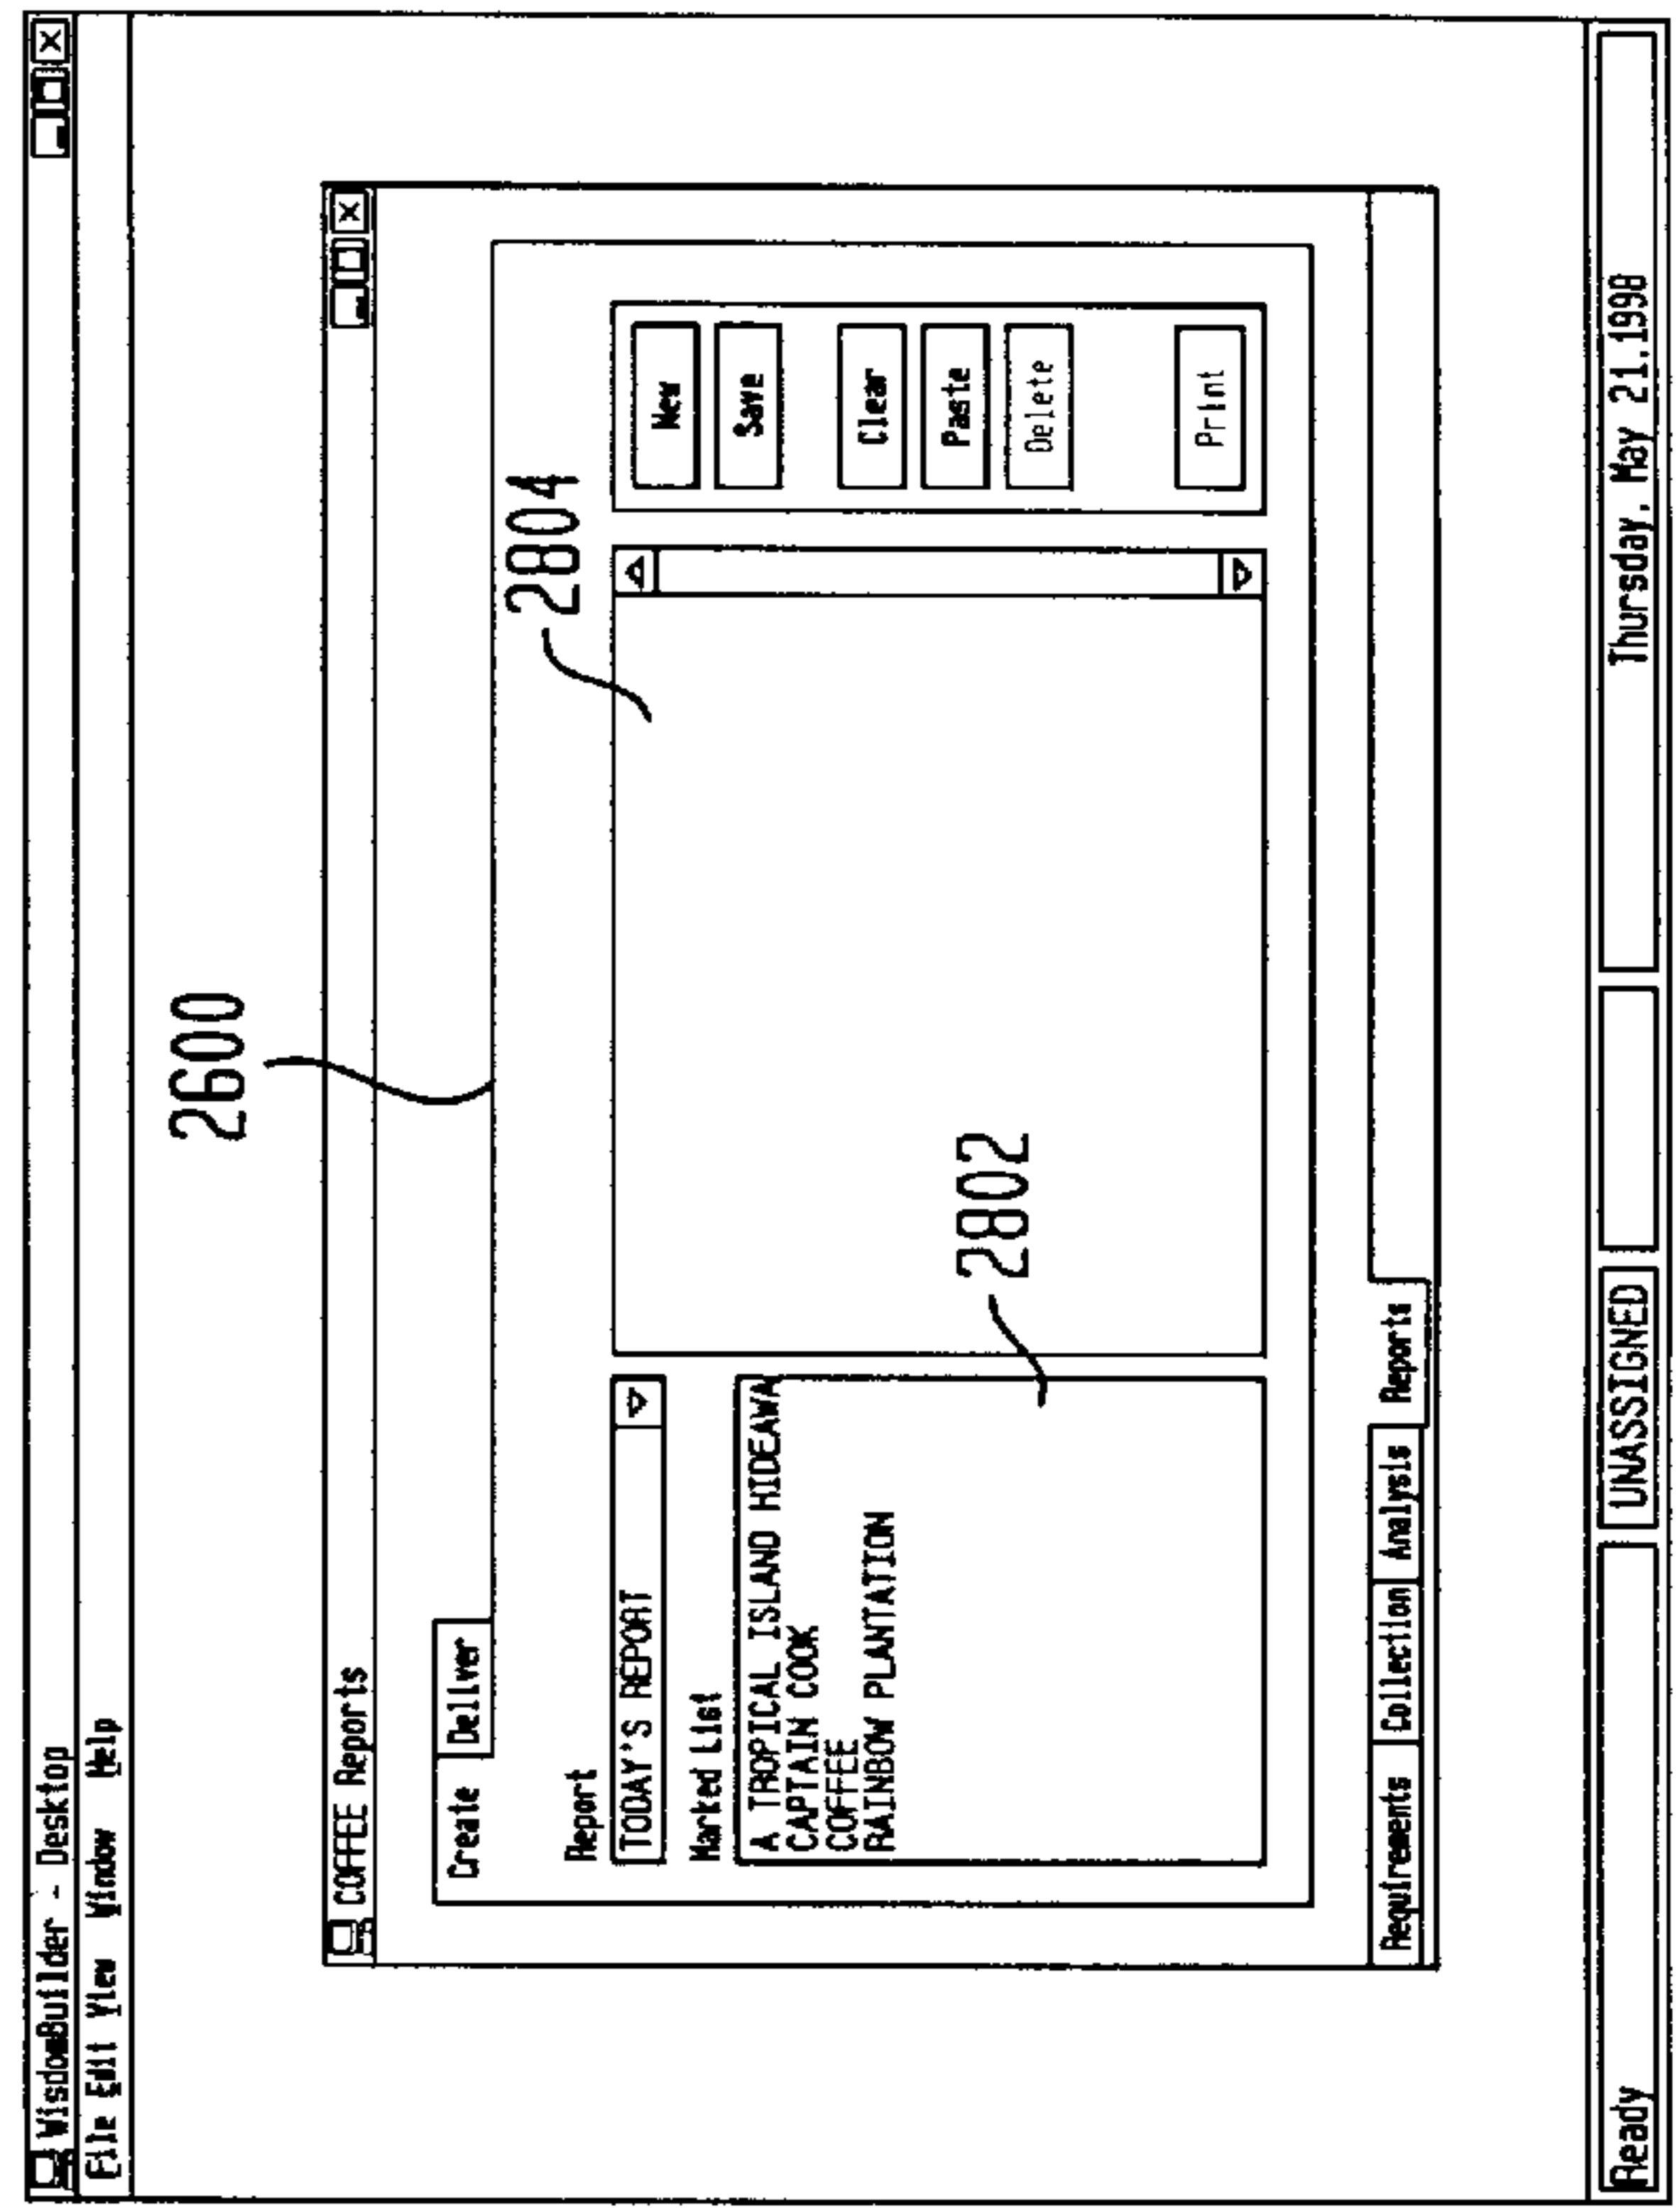 WisdomBuilder - Desktop
File Edit View Window Help
2600
COFFEE Reports
Create Deliver
2804
Report
TODAY'S REPORT
Marked List
A TROPICAL ISLAND HIDEAWA
CAPTAIN COOK
COFFEE
RAINBOW PLANTATION
2802
New
Save
Clear
Paste
Delete
Print
Requirements Collection Analysis Reports
Ready UNASSIGNED Thursday, May 21.1998